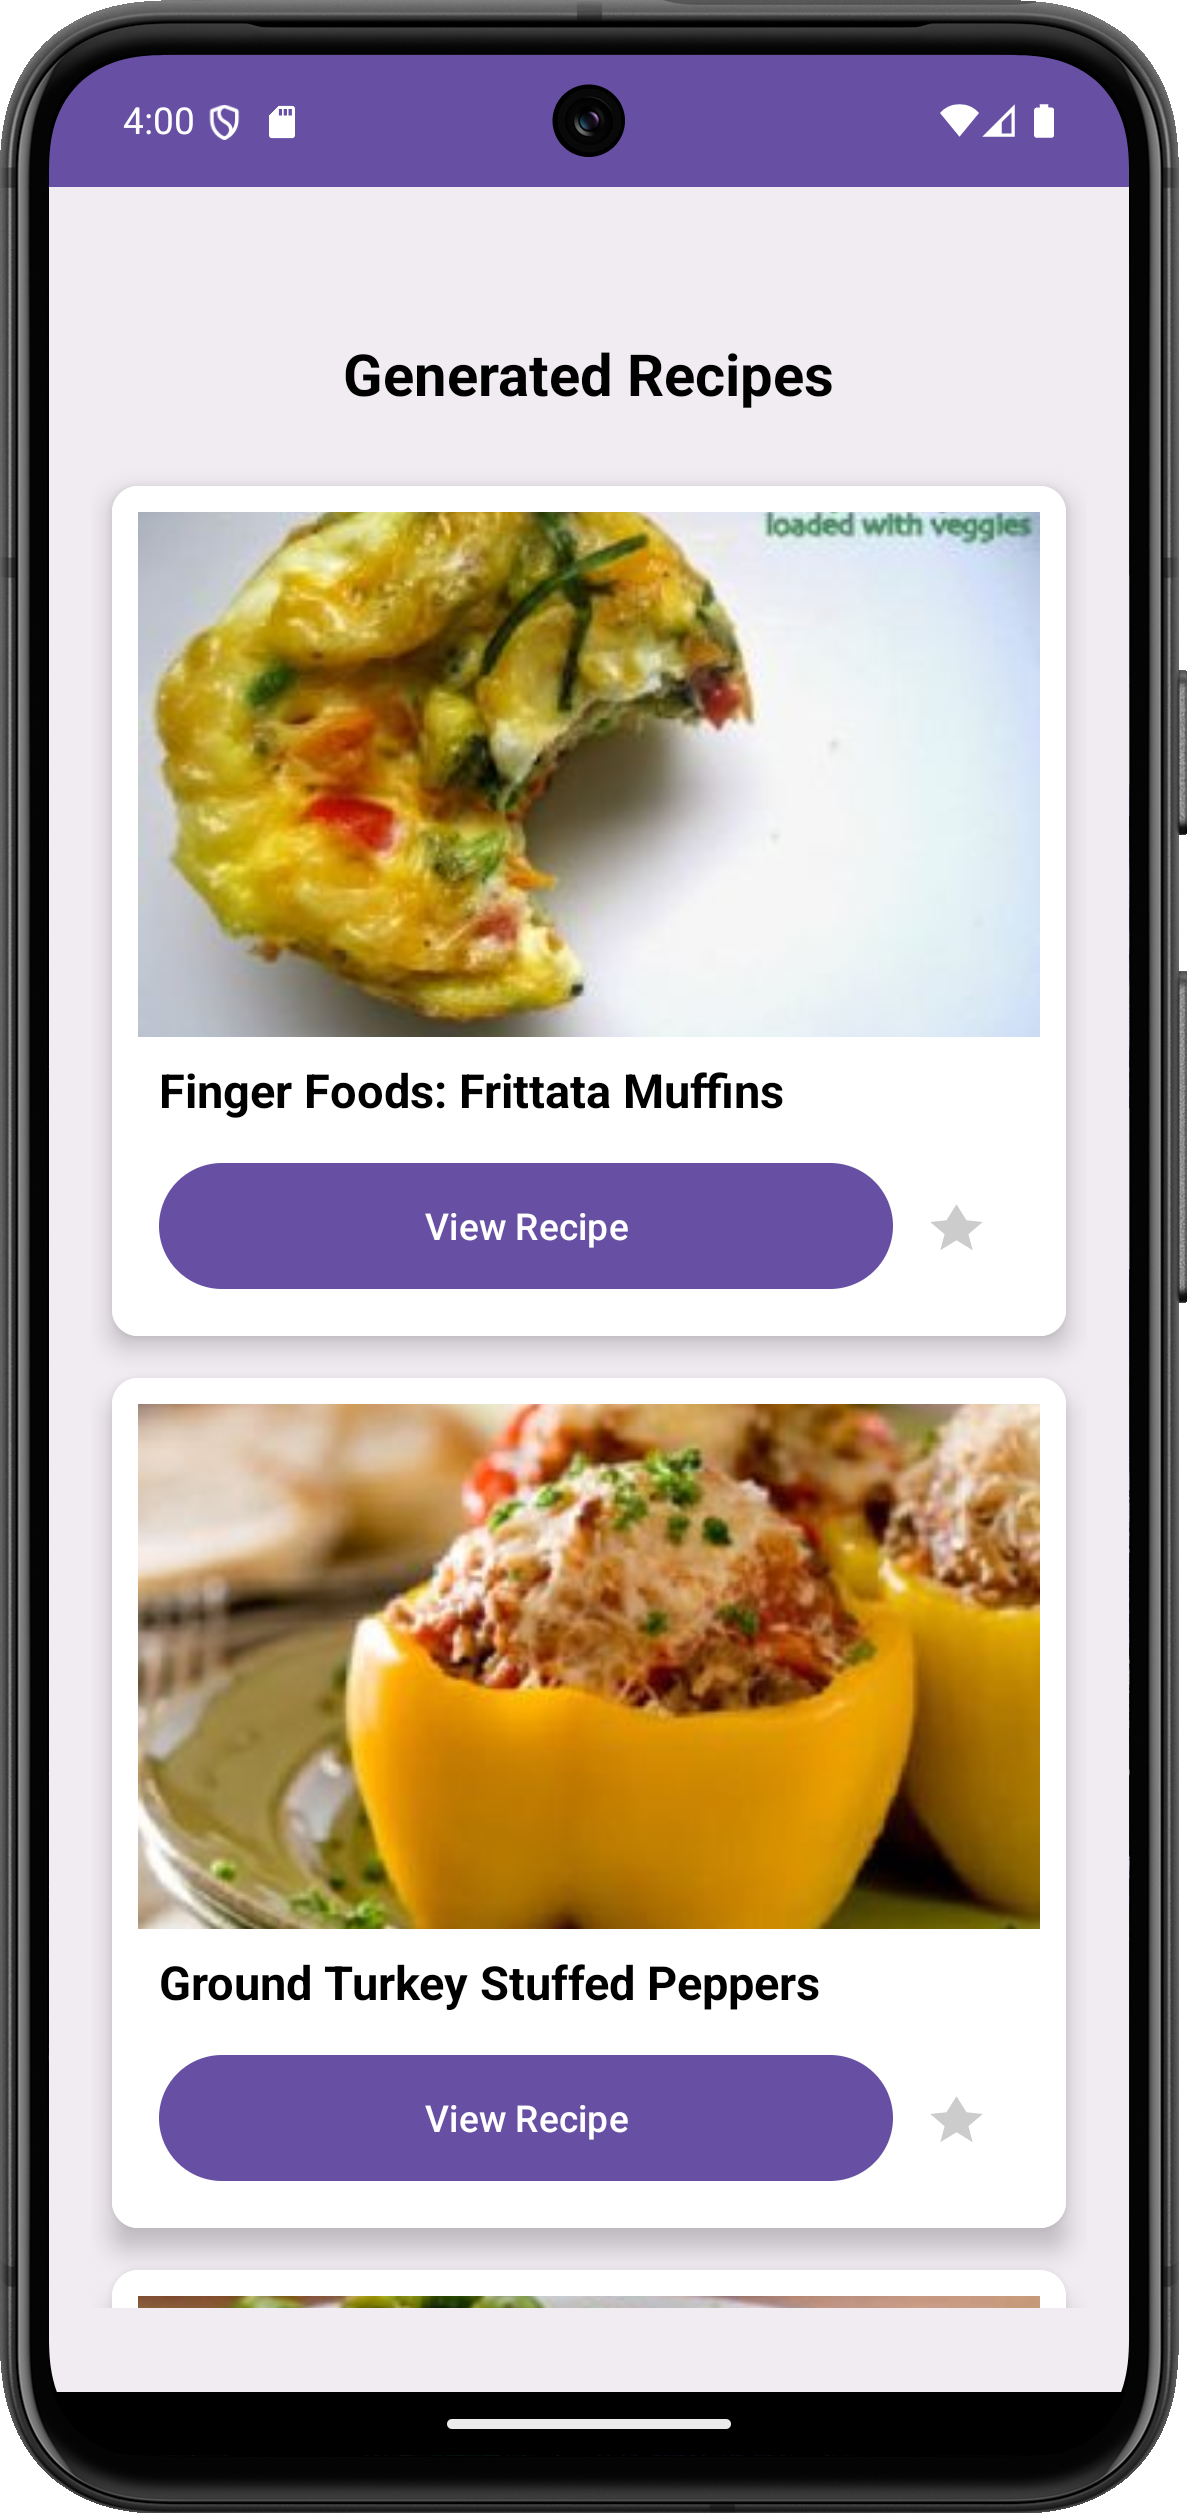 4:00
Generated Recipes
loaded with veggies
Finger Foods: Frittata Muffins
View Recipe
Ground Turkey Stuffed Peppers
View Recipe